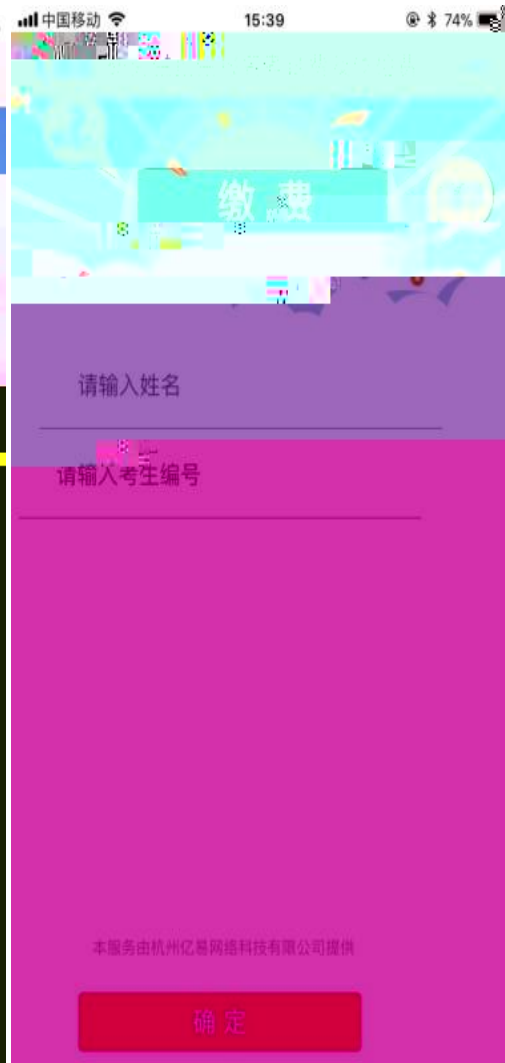 中国移动 15:39 74%
缴费
请输入姓名
请输入考生编号
本服务由杭州亿易网络科技有限公司提供
确定